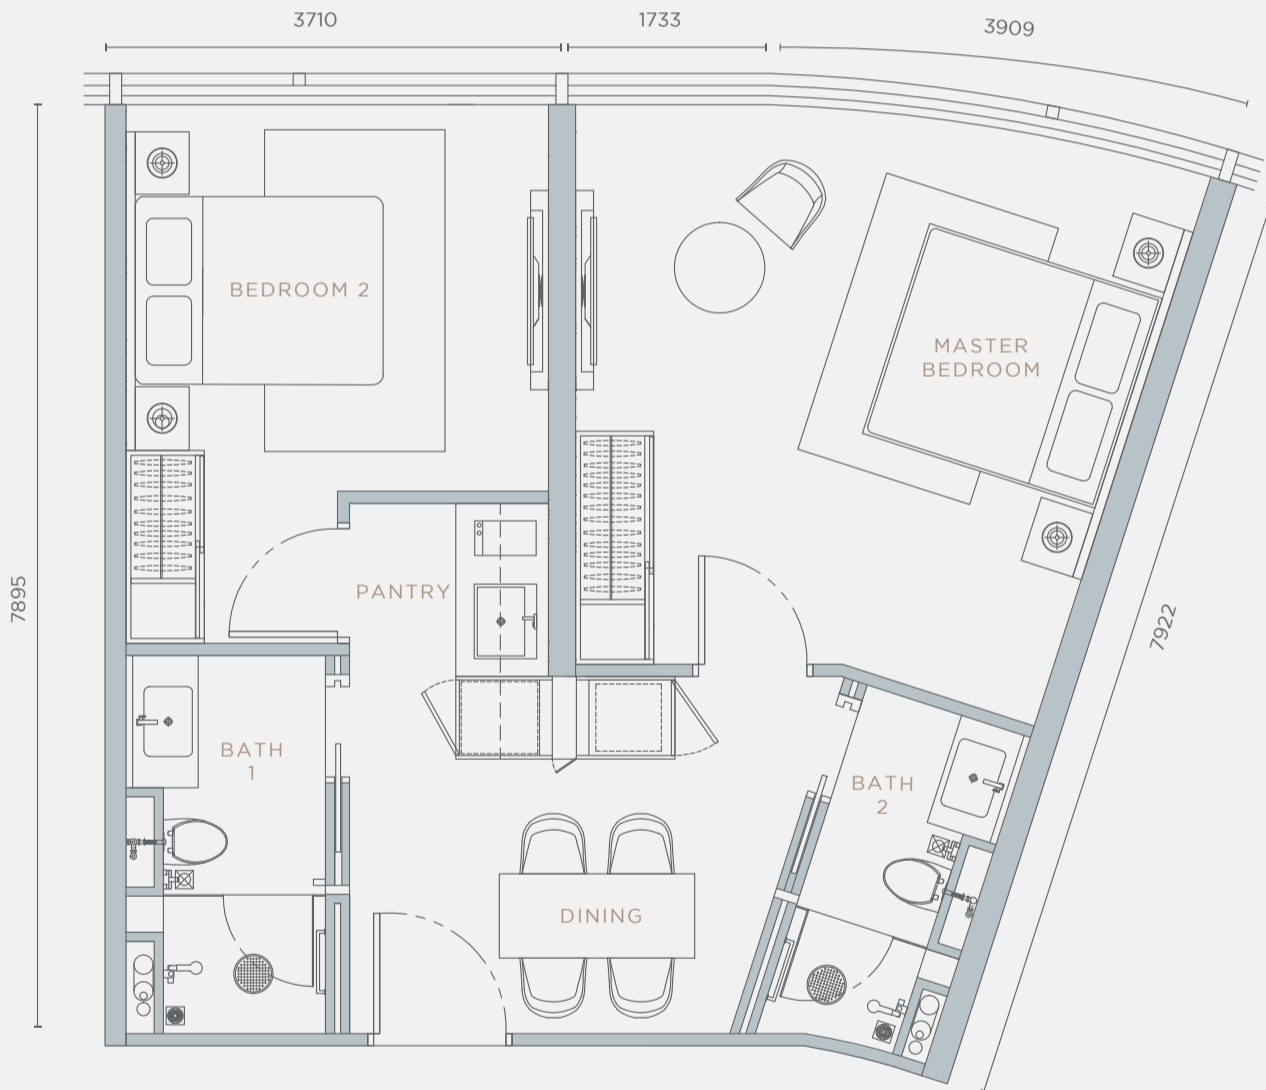 3710
1733
3909
BEDROOM 2
MASTER
BEDROOM
PANTRY
7895
7922
BATH
1
BATH
2
DINING